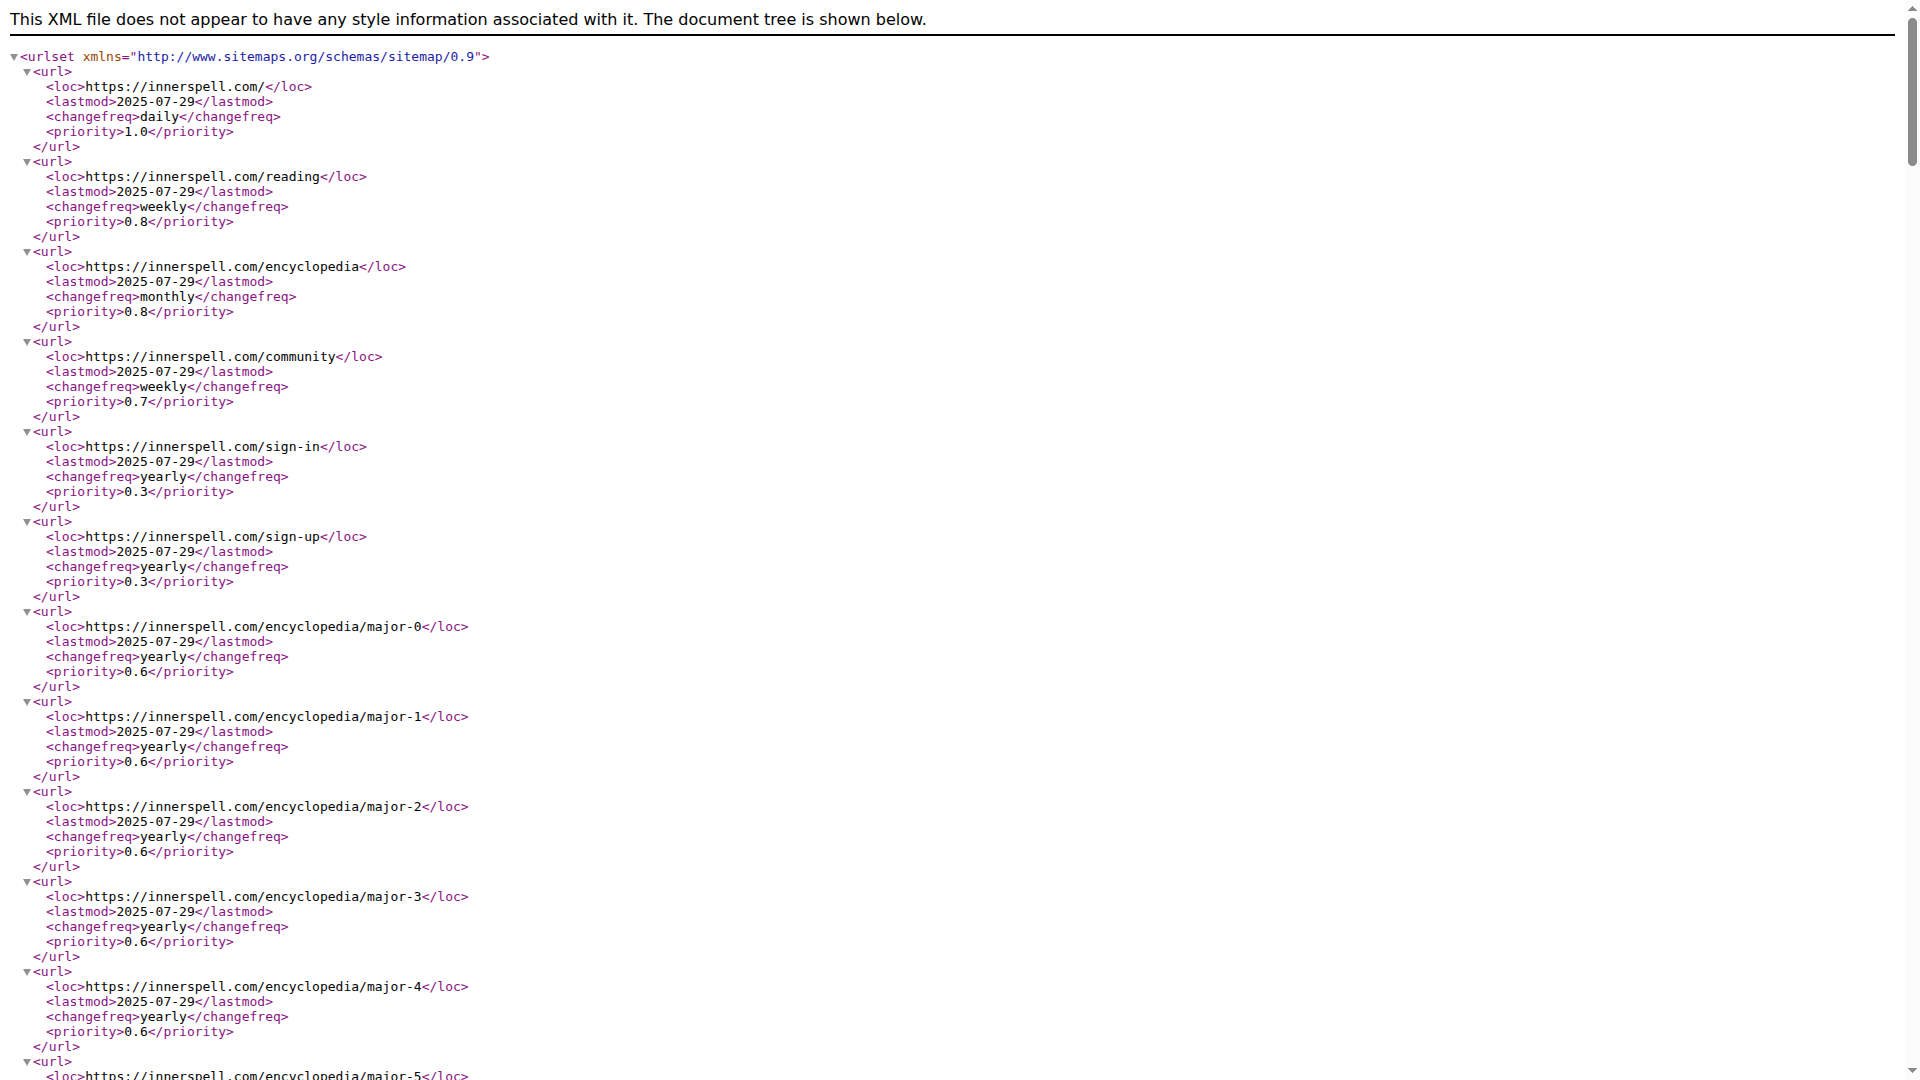 This XML file does not appear to have any style information associated with it. The document tree is shown below.
<urlset xmlns="http://www.sitemaps.org/schemas/sitemap/0.9">
<url>
<loc>https://innerspell.com/</loc>
<lastmod>2025-07-29</lastmod>
<changefreq>daily</changefreq>
<priority>1.0</priority>
</url>
<url>
<loc>https://innerspell.com/reading</loc>
<lastmod>2025-07-29</lastmod>
<changefreq>weekly</changefreq>
<priority>0.8</priority>
</url>
<url>
<loc>https://innerspell.com/encyclopedia</loc>
<lastmod>2025-07-29</lastmod>
<changefreq>monthly</changefreq>
<priority>0.8</priority>
</url>
<url>
<loc>https://innerspell.com/community</loc>
<lastmod>2025-07-29</lastmod>
<changefreq>weekly</changefreq>
<priority>0.7</priority>
</url>
<url>
<loc>https://innerspell.com/sign-in</loc>
<lastmod>2025-07-29</lastmod>
<changefreq>yearly</changefreq>
<priority>0.3</priority>
</url>
<url>
<loc>https://innerspell.com/sign-up</loc>
<lastmod>2025-07-29</lastmod>
<changefreq>yearly</changefreq>
<priority>0.3</priority>
</url>
<url>
<loc>https://innerspell.com/encyclopedia/major-0</loc>
<lastmod>2025-07-29</lastmod>
<changefreq>yearly</changefreq>
<priority>0.6</priority>
</url>
<url>
<loc>https://innerspell.com/encyclopedia/major-1</loc>
<lastmod>2025-07-29</lastmod>
<changefreq>yearly</changefreq>
<priority>0.6</priority>
</url>
<url>
<loc>https://innerspell.com/encyclopedia/major-2</loc>
<lastmod>2025-07-29</lastmod>
<changefreq>yearly</changefreq>
<priority>0.6</priority>
</url>
<url>
<loc>https://innerspell.com/encyclopedia/major-3</loc>
<lastmod>2025-07-29</lastmod>
<changefreq>yearly</changefreq>
<priority>0.6</priority>
</url>
<url>
<loc>https://innerspell.com/encyclopedia/major-4</loc>
<lastmod>2025-07-29</lastmod>
<changefreq>yearly</changefreq>
<priority>0.6</priority>
</url>
<url>
<loc>https://innerspell.com/encyclopedia/major-5</loc>